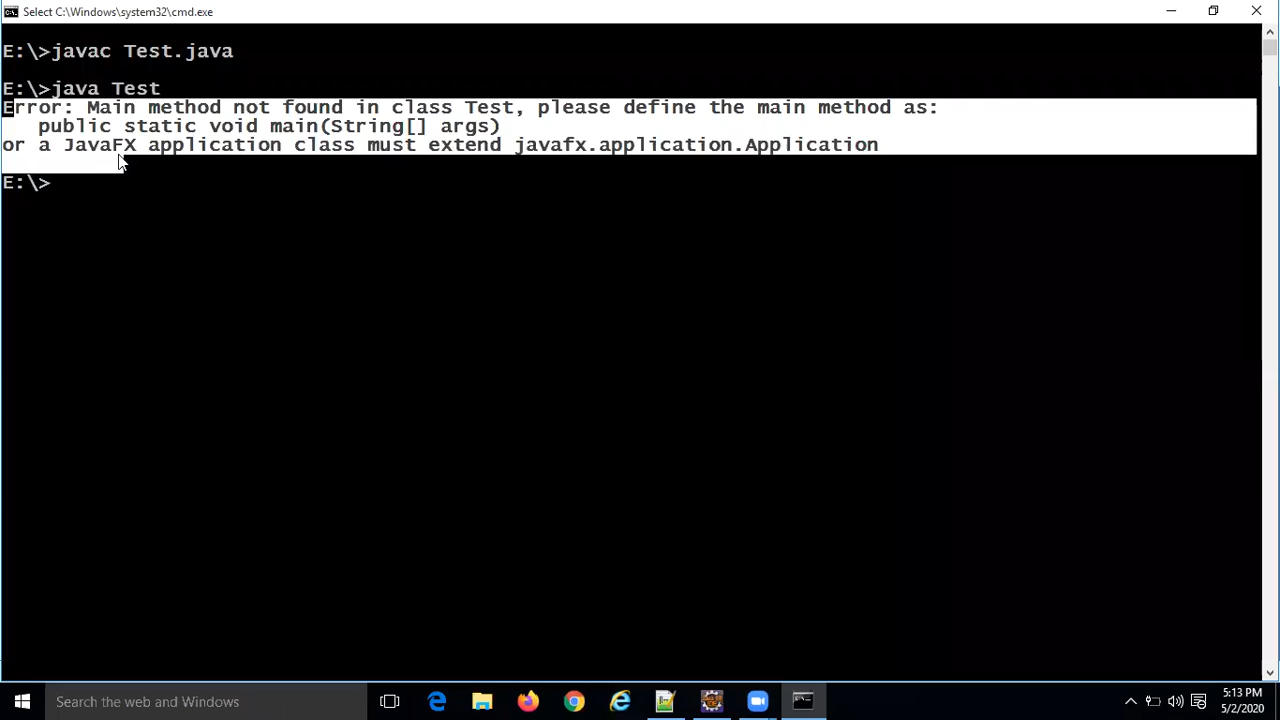 Select C:\Windows\system32\cmd.exe
E:\>javac Test.java
E:\>java Test
Error: Main method not found in class Test, please define the main method as:
public static void main(String[] args)
or a JavaFX application class must extend javafx.application.Application
E:\>
Search the web and Windows
5:13 PM
5/2/2020